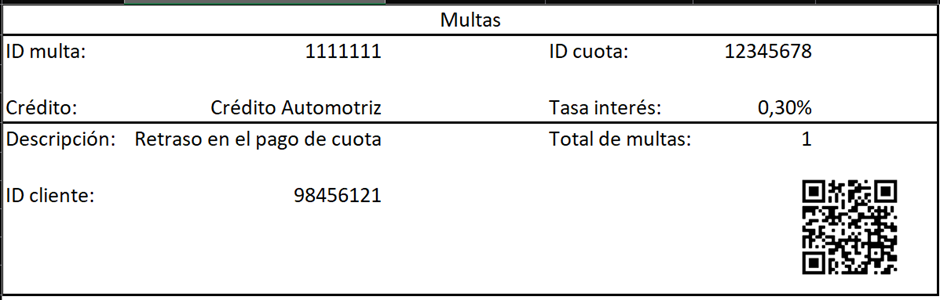 Multas
ID multa: 1111111 ID cuota: 12345678
Crédito: Crédito Automotriz Tasa interés: 0,30%
Descripción: Retraso en el pago de cuota Total de multas: 1
ID cliente: 98456121